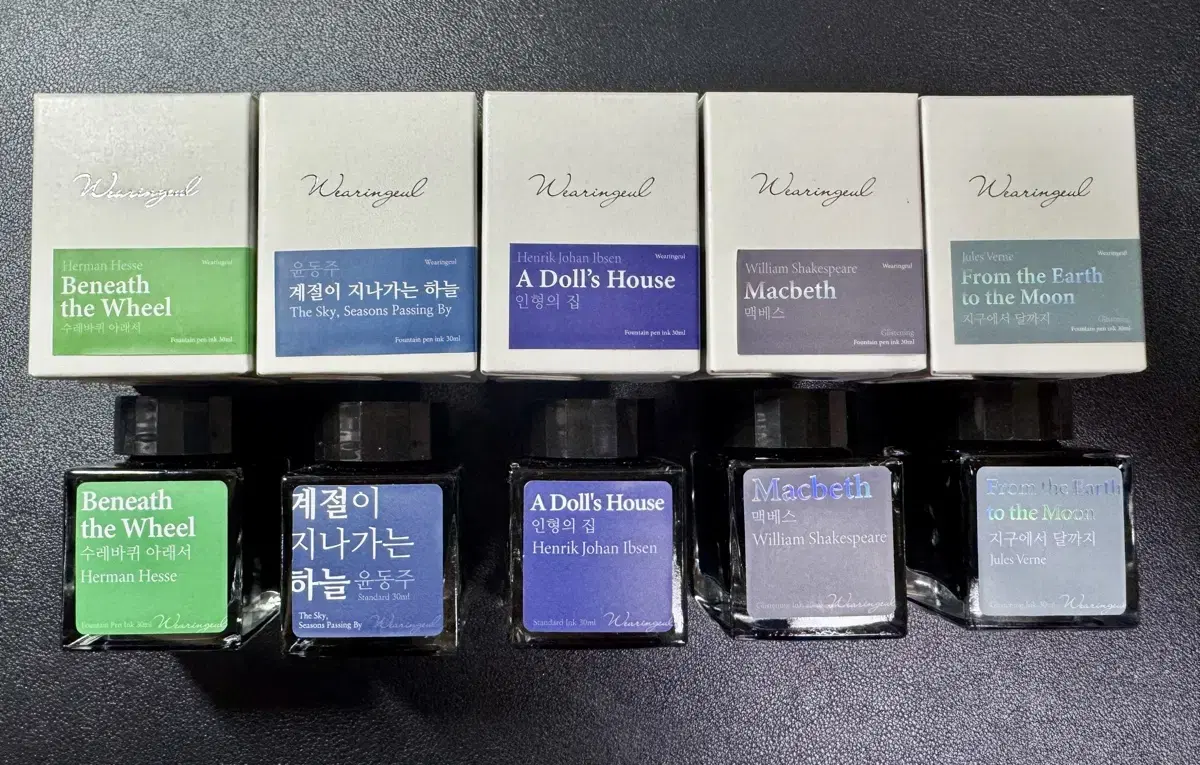 Wearingeul
Herman Hesse
Wearingeul
Beneath
the Wheel
수레바퀴 아래서
Fountain pen ink 30ml
Wearingeul
윤동주
Wearingeul
계절이 지나가는 하늘
The Sky, Seasons Passing By
Fountain pen ink 30ml
Wearingeul
Henrik Johan Ibsen
Wearingeul
A Doll's House
인형의 집
Fountain pen ink 30ml
Wearingeul
William Shakespeare
Wearingeul
Macbeth
맥베스
Glistening
Fountain pen ink 30ml
Wearingeul
Jules Verne
Wearingeul
From the Earth
to the Moon
지구에서 달까지
Glistening
Fountain pen ink 30ml
Beneath
the Wheel
수레바퀴 아래서
Herman Hesse
Fountain Pen Ink 30ml
Wearingeul
계절이
지나가는
하늘 윤동주
Standard 30ml
The Sky,
Seasons Passing By
Wearingeul
A Doll's House
인형의 집
Henrik Johan Ibsen
Standard Ink 30ml
Wearingeul
Macbeth
맥베스
William Shakespeare
Glistening Ink
Wearingeul
From the Earth
to the Moon
지구에서 달까지
Jules Verne
Wearingeul